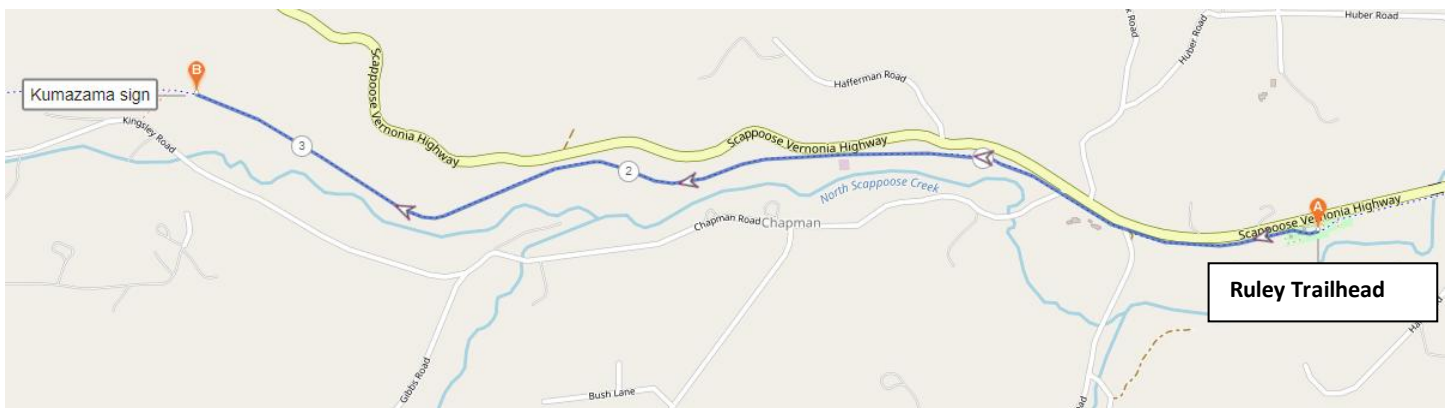 Huber Road
k Road
Huber Road
Hafferman Road
B
Kumazama sign
Scappoose Vernonia Highway
Kingsley Road
3
2
Scappoose Vernonia Highway
North Scappoose Creek
Chapman Road
Chapman
A
Scappoose Vernonia Highway
Ruley Trailhead
Gibbs Road
Bush Lane